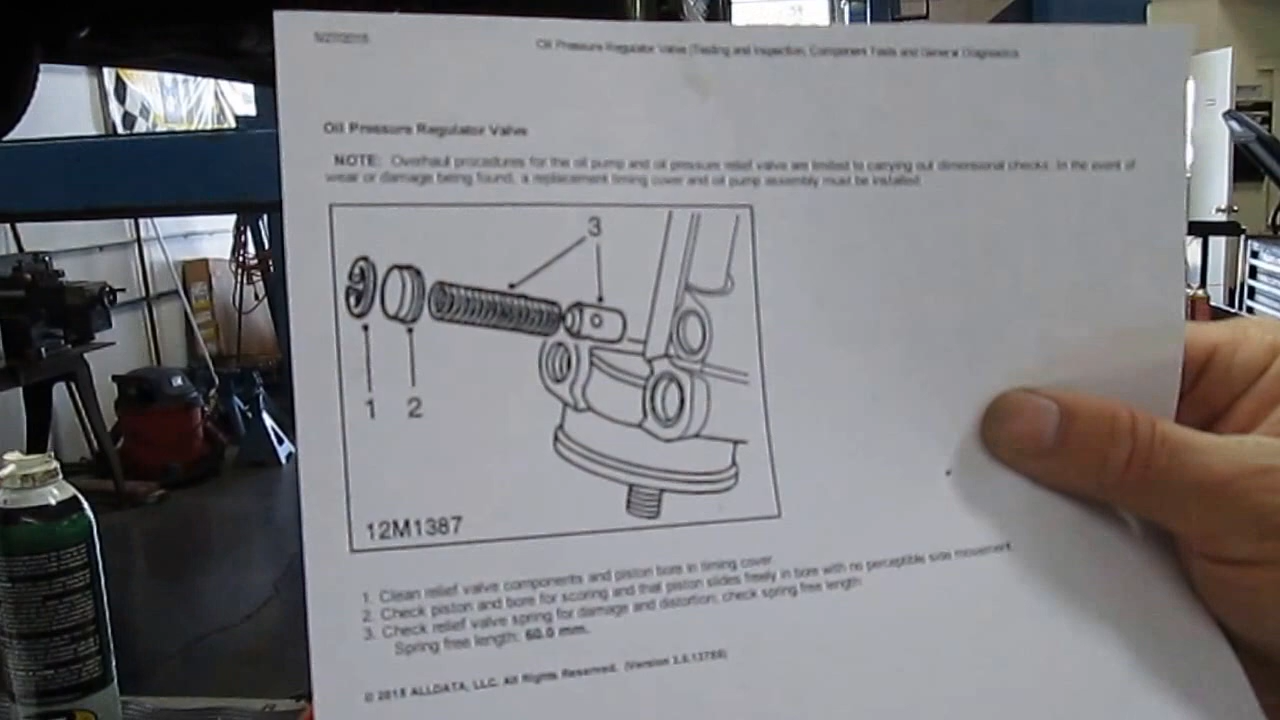 Oil Pressure Regulator Valve (Testing and Inspection, Component Tests and General Diagnostics
Oil Pressure Regulator Valve
NOTE: Overhaul procedures for the oil pump and oil pressure relief valve are limited to carrying out dimensional checks. In the event of
wear or damage being found, a replacement timing cover and oil pump assembly must be installed.
3
1 2
12M1387
1. Clean relief valve components and piston bore in timing cover.
2. Check piston and bore for scoring and that piston slides freely in bore with no perceptible side movement.
3. Check relief valve spring for damage and distortion; check spring free length.
Spring free length: 60.0 mm.
© 2015 ALLDATA, LLC. All Rights Reserved.